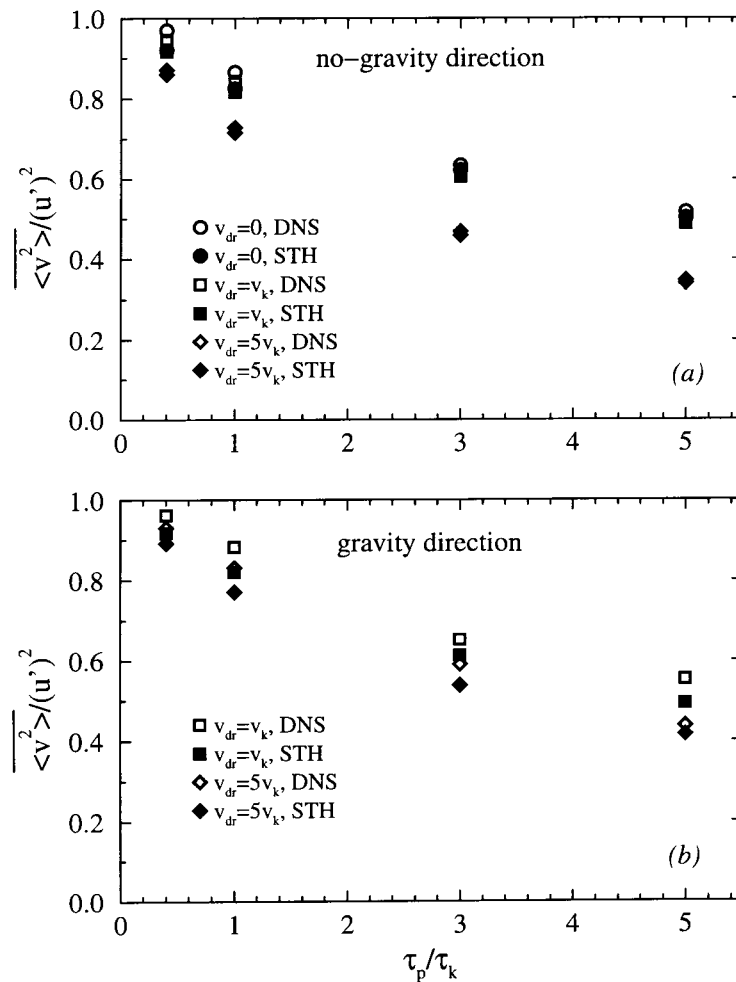 1.0
0.8
0.6
0.4
0.2
0.0
<v²>/(u')²
no-gravity direction
v_dr=0, DNS
v_dr=0, STH
v_dr=v_k, DNS
v_dr=v_k, STH
v_dr=5v_k, DNS
v_dr=5v_k, STH
(a)
0 1 2 3 4 5
1.0
0.8
0.6
0.4
0.2
0.0
<v²>/(u')²
gravity direction
v_dr=v_k, DNS
v_dr=v_k, STH
v_dr=5v_k, DNS
v_dr=5v_k, STH
(b)
0 1 2 3 4 5
τ_p/τ_k